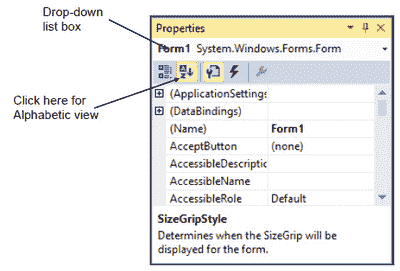 Drop-down
list box
Properties
Form1 System.Windows.Forms.Form
Click here for
Alphabetic view
(ApplicationSettings
(DataBindings)
(Name) Form1
AcceptButton (none)
AccessibleDescriptic
AccessibleName
AccessibleRole Default
SizeGripStyle
Determines when the SizeGrip will be
displayed for the form.